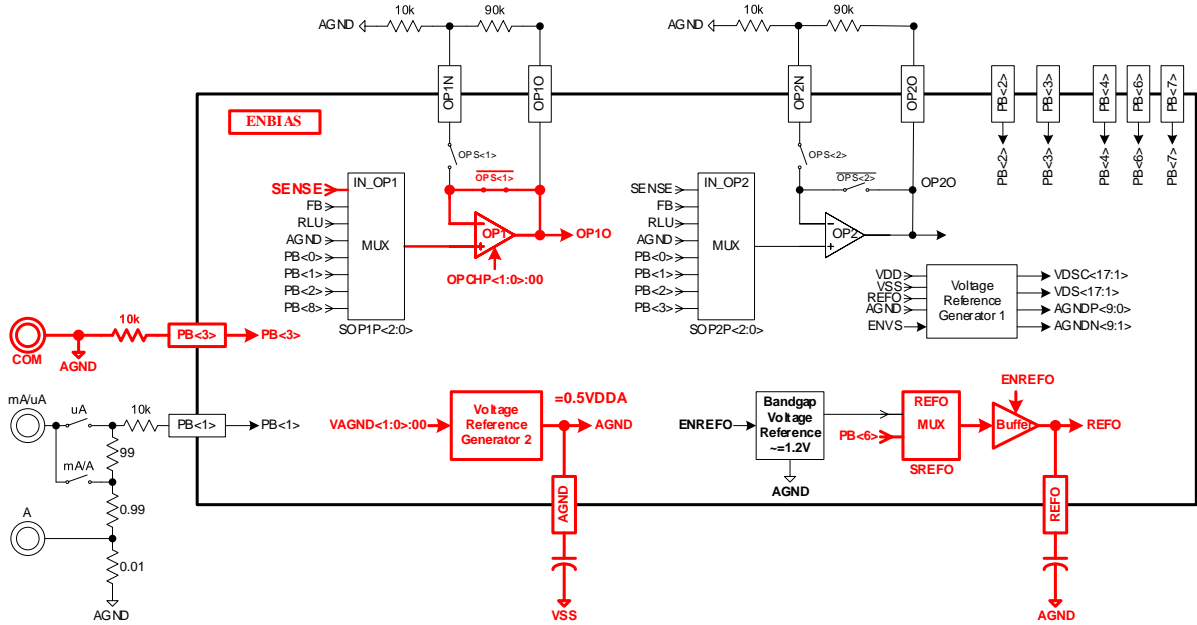 10k
90k
AGND
10k
90k
AGND
OP1N
OP1O
OP2N
OP2O
PB<2>
PB<3>
PB<4>
PB<6>
PB<7>
ENBIAS
OPS<1>
OPS<2>
PB<2>
PB<3>
PB<4>
PB<6>
PB<7>
IN_OP1
OPS<1>
IN_OP2
OPS<2>
OP2O
SENSE
FB
RLU
AGND
PB<0>
PB<1>
PB<2>
PB<8>
MUX
SOP1P<2:0>
-
OP1
+
OP1O
OPCHP<1:0>:00
SENSE
FB
RLU
AGND
PB<0>
PB<1>
PB<2>
PB<3>
MUX
SOP2P<2:0>
-
OP2
+
VDD
VSS
REFO
AGND
ENVS
Voltage
Reference
Generator 1
VDSC<17:1>
VDS<17:1>
AGNDP<9:0>
AGNDN<9:1>
COM
10k
AGND
PB<3>
PB<3>
mA/uA
uA
10k
PB<1>
PB<1>
99
mA/A
0.99
A
0.01
AGND
VAGND<1:0>:00
Voltage
Reference
Generator 2
=0.5VDDA
AGND
AGND
VSS
ENREFO
Bandgap
Voltage
Reference
~=1.2V
AGND
PB<6>
REFO
MUX
SREFO
ENREFO
Buffer
REFO
REFO
AGND